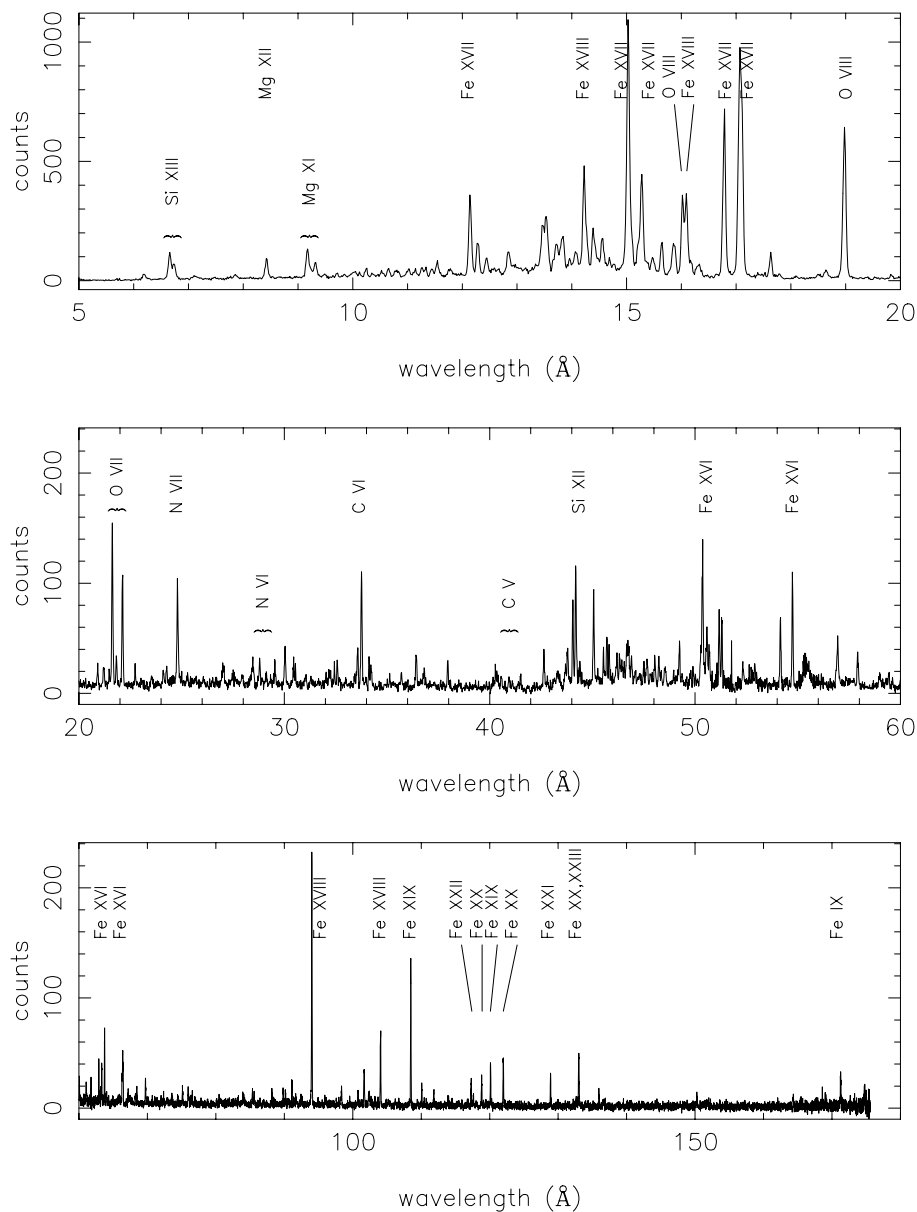 1000
500
0
counts
Si XIII
Mg XII
Mg XI
Fe XVII
Fe XVIII
Fe XVII
Fe XVII
O VIII
Fe XVIII
Fe XVII
Fe XVII
O VIII
5 10 15 20
wavelength (Å)
200
100
0
counts
O VII
N VII
N VI
C VI
C V
Si XII
Fe XVI
Fe XVI
20 30 40 50 60
wavelength (Å)
200
100
0
counts
Fe XVI
Fe XVI
Fe XVIII
Fe XVIII
Fe XIX
Fe XXII
Fe XX
Fe XIX
Fe XX
Fe XXI
Fe XX,XXIII
Fe IX
100 150
wavelength (Å)